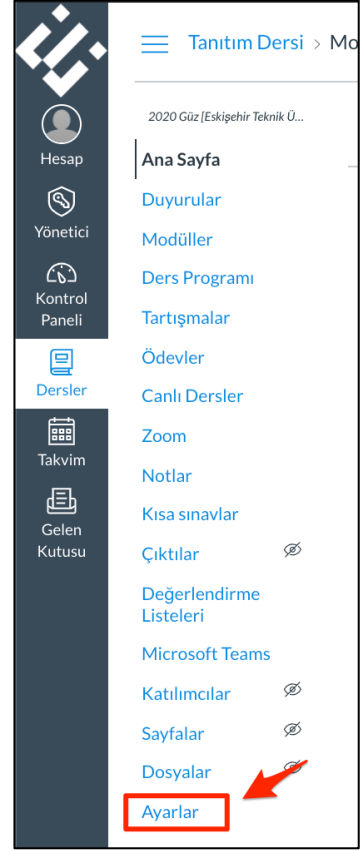 Tanıtım Dersi > Mo
2020 Güz [Eskişehir Teknik Ü...
Hesap
Yönetici
Kontrol
Paneli
Dersler
Takvim
Gelen
Kutusu
Ana Sayfa
Duyurular
Modüller
Ders Programı
Tartışmalar
Ödevler
Canlı Dersler
Zoom
Notlar
Kısa sınavlar
Çıktılar
Değerlendirme
Listeleri
Microsoft Teams
Katılımcılar
Sayfalar
Dosyalar
Ayarlar